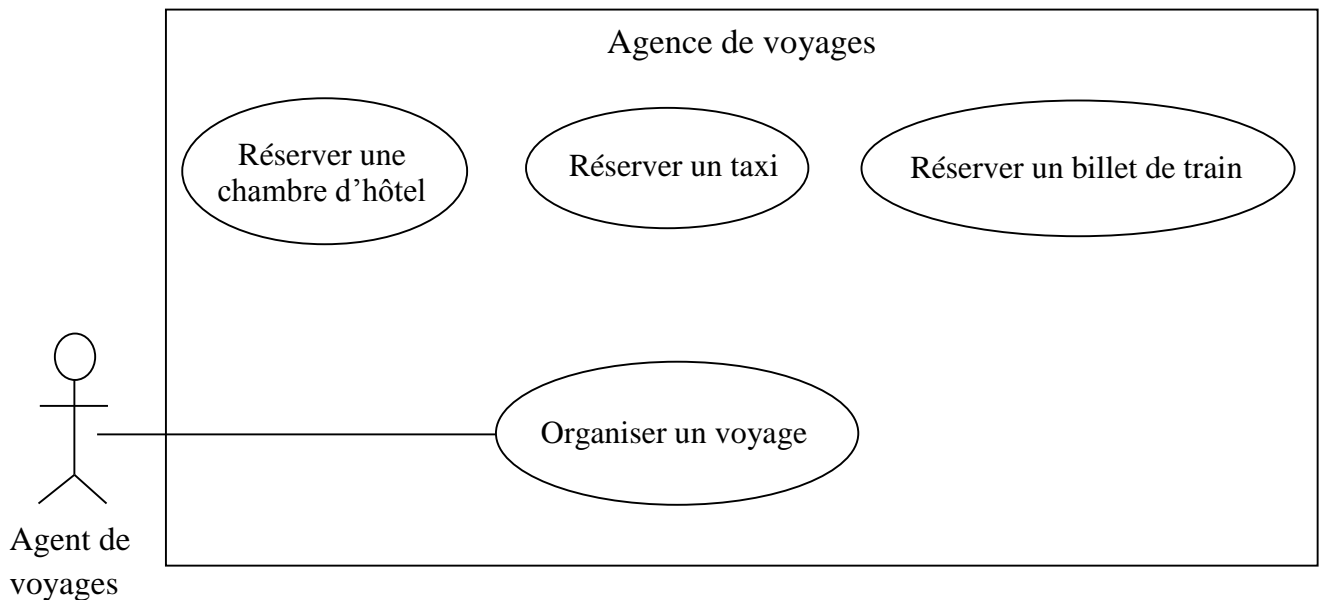 Agence de voyages
Réserver une
chambre d’hôtel
Réserver un taxi
Réserver un billet de train
Organiser un voyage
Agent de
voyages